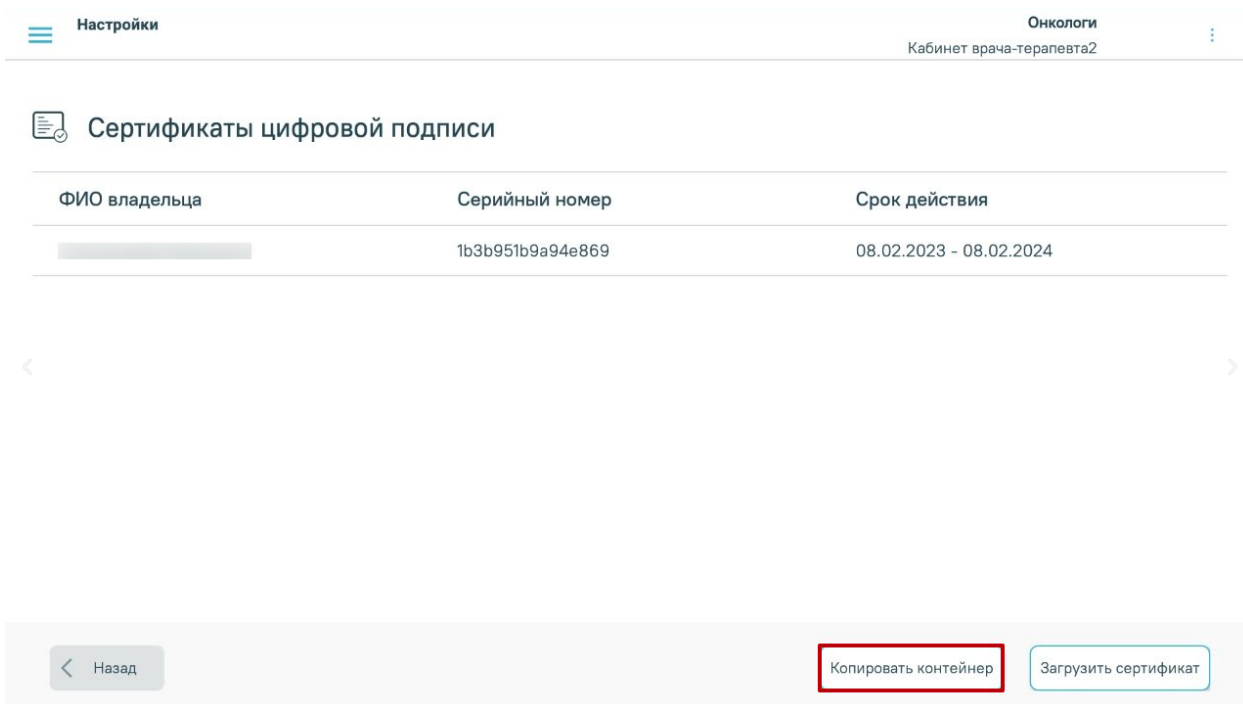 Настройки
Онкологи
Кабинет врача-терапевта2
Сертификаты цифровой подписи
ФИО владельца Серийный номер Срок действия
1b3b951b9a94e869 08.02.2023 - 08.02.2024
Назад Копировать контейнер Загрузить сертификат